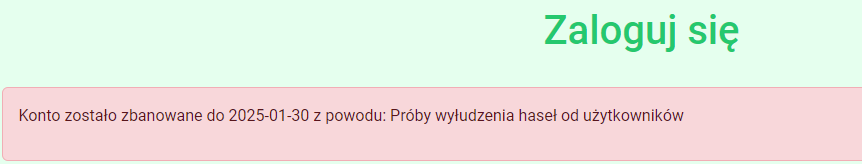 Zaloguj się
Konto zostało zbanowane do 2025-01-30 z powodu: Próby wyłudzenia haseł od użytkowników